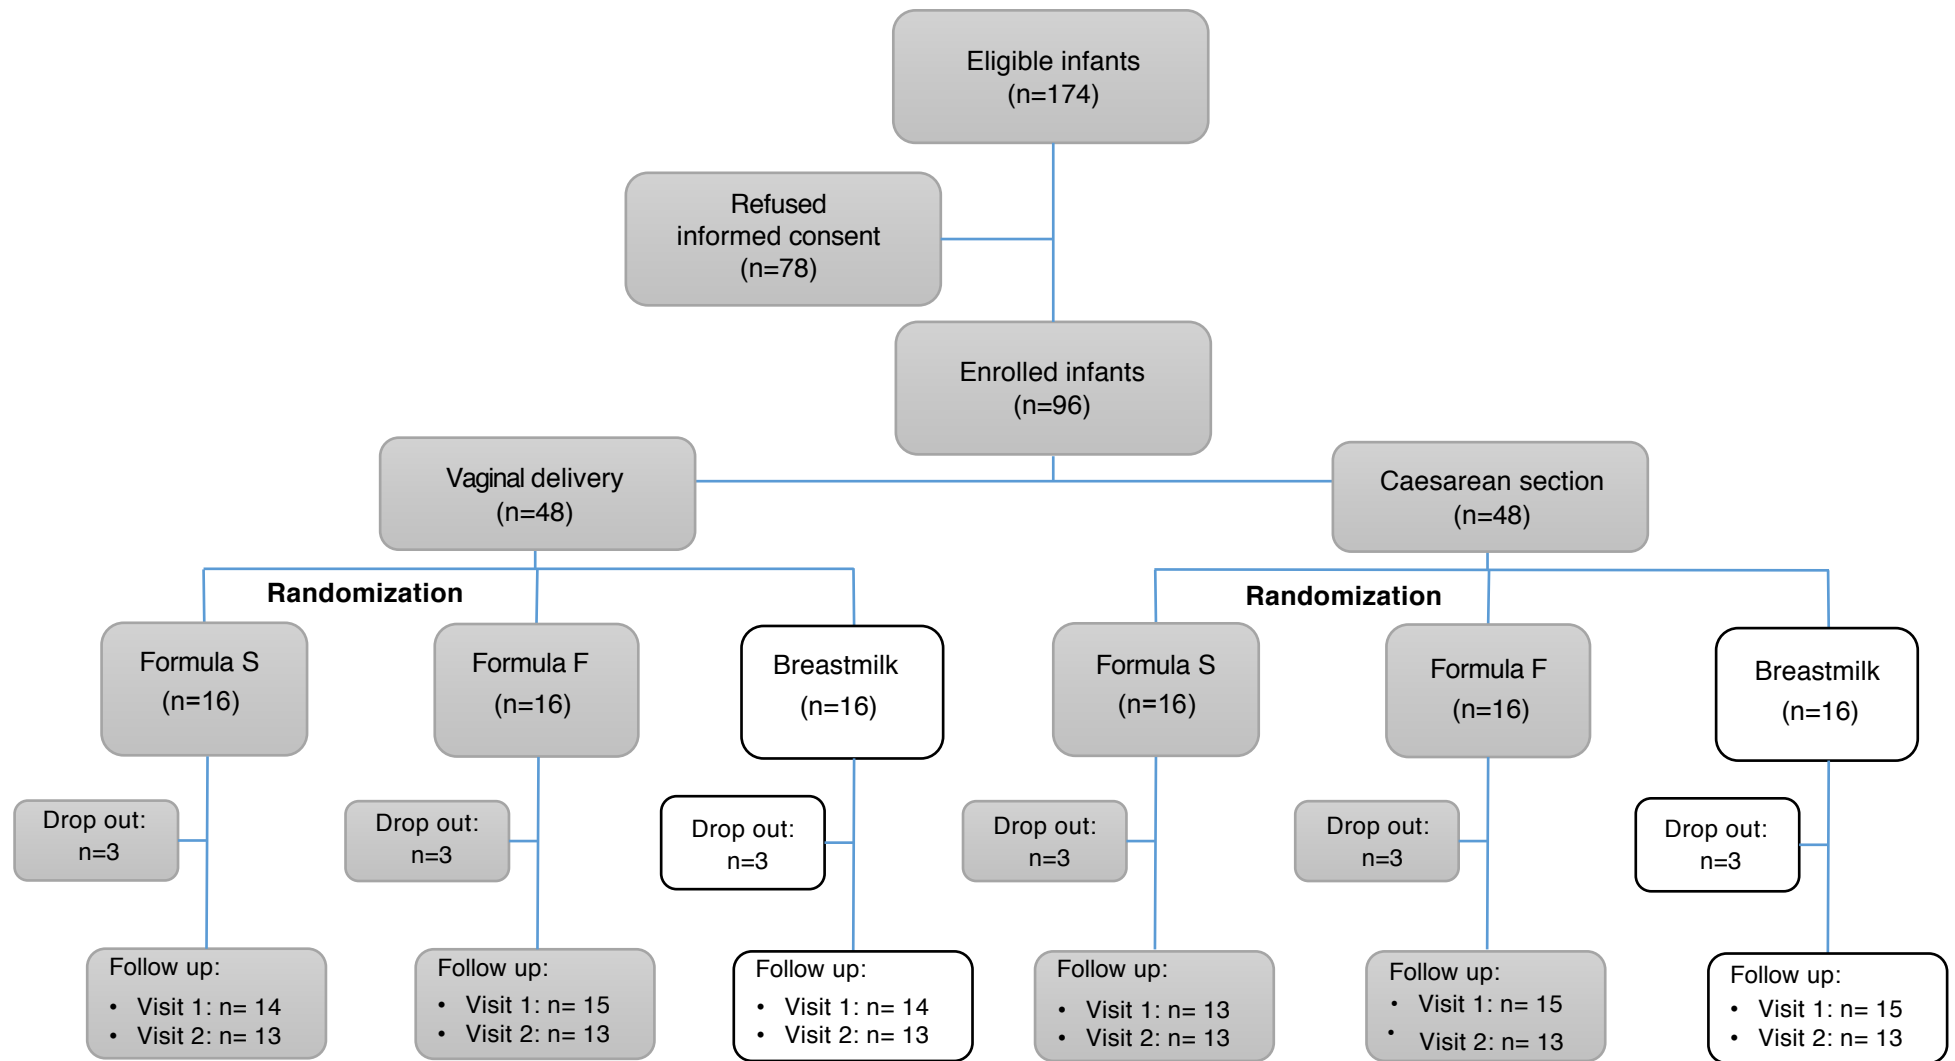 Eligible infants
(n=174)
Refused
informed consent
(n=78)
Enrolled infants
(n=96)
Vaginal delivery
(n=48)
Caesarean section
(n=48)
Randomization
Randomization
Formula S
(n=16)
Formula F
(n=16)
Breastmilk
(n=16)
Formula S
(n=16)
Formula F
(n=16)
Breastmilk
(n=16)
Drop out:
n=3
Drop out:
n=3
Drop out:
n=3
Drop out:
n=3
Drop out:
n=3
Drop out:
n=3
Follow up:
• Visit 1: n= 14
• Visit 2: n= 13
Follow up:
• Visit 1: n= 15
• Visit 2: n= 13
Follow up:
• Visit 1: n= 14
• Visit 2: n= 13
Follow up:
• Visit 1: n= 13
• Visit 2: n= 13
Follow up:
• Visit 1: n= 15
• Visit 2: n= 13
Follow up:
• Visit 1: n= 15
• Visit 2: n= 13